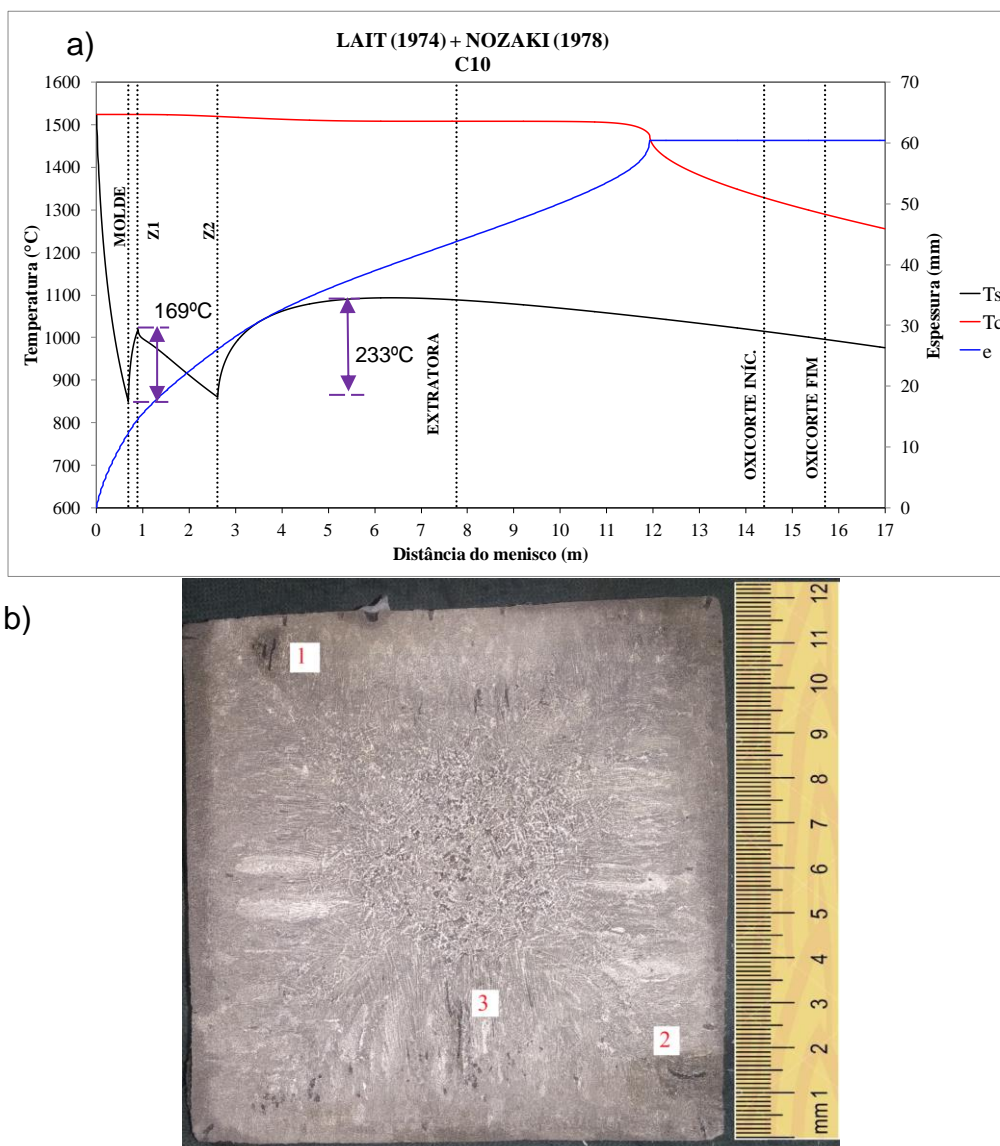 a)
LAIT (1974) + NOZAKI (1978)
C10
1600
1500
1400
1300
1200
1100
1000
900
800
700
600
Temperatura (°C)
MOLDE
Z1
Z2
169ºC
233ºC
EXTRATORA
OXICORTE INÍC.
OXICORTE FIM
70
60
50
40
30
20
10
0
Espessura (mm)
Ts
Tc
e
0 1 2 3 4 5 6 7 8 9 10 11 12 13 14 15 16 17
Distância do menisco (m)
b)
1
2
3
12
11
10
9
8
7
6
5
4
3
2
1
mm